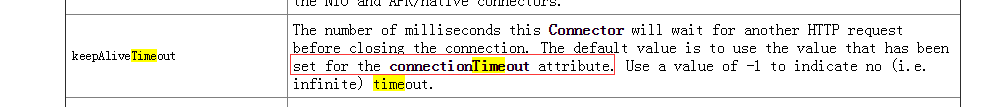 the NIO and APR/native connectors.
keepAliveTimeout
The number of milliseconds this Connector will wait for another HTTP request
before closing the connection. The default value is to use the value that has been
set for the connectionTimeout attribute. Use a value of -1 to indicate no (i.e.
infinite) timeout.